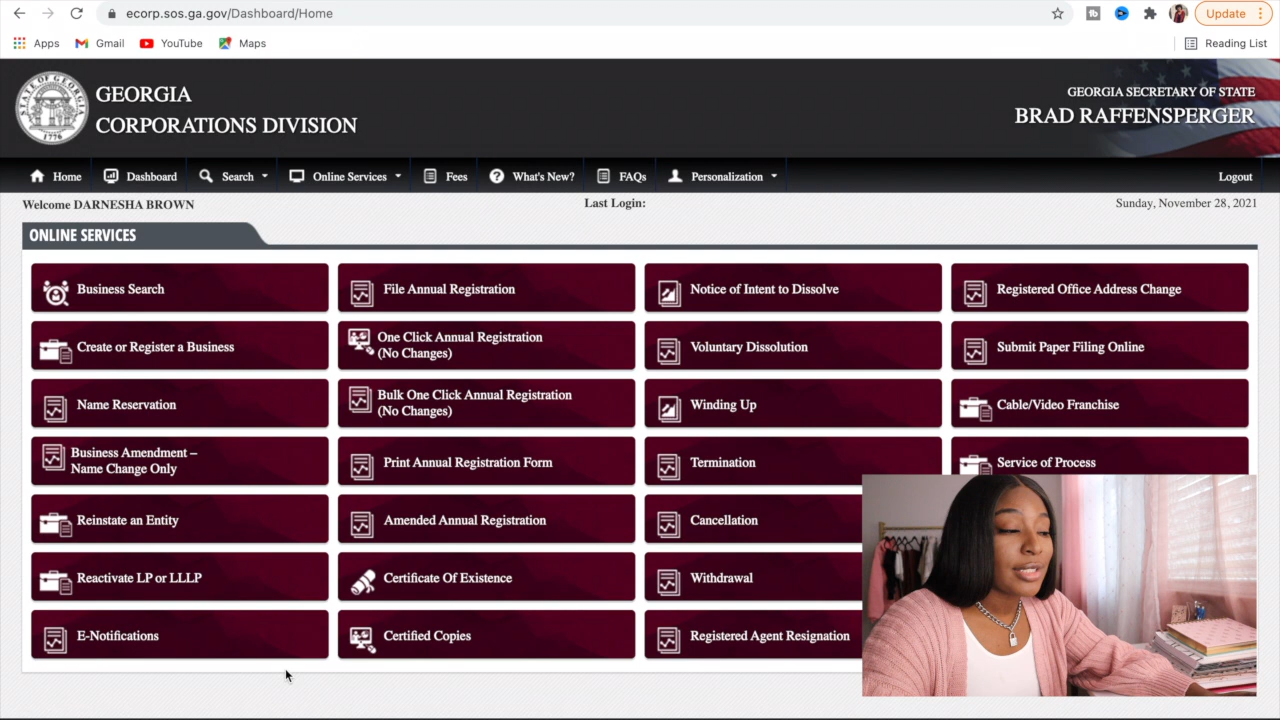 ecorp.sos.ga.gov/Dashboard/Home
Update
Apps
Gmail
YouTube
Maps
Reading List
STATE OF GEORGIA
1776
GEORGIA
CORPORATIONS DIVISION
GEORGIA SECRETARY OF STATE
BRAD RAFFENSPERGER
Home
Dashboard
Search
Online Services
Fees
What's New?
FAQs
Personalization
Logout
Welcome DARNESHA BROWN
Last Login:
Sunday, November 28, 2021
ONLINE SERVICES
Business Search
File Annual Registration
Notice of Intent to Dissolve
Registered Office Address Change
Create or Register a Business
One Click Annual Registration
(No Changes)
Voluntary Dissolution
Submit Paper Filing Online
Name Reservation
Bulk One Click Annual Registration
(No Changes)
Winding Up
Cable/Video Franchise
Business Amendment –
Name Change Only
Print Annual Registration Form
Termination
Service of Process
Reinstate an Entity
Amended Annual Registration
Cancellation
Reactivate LP or LLLP
Certificate Of Existence
Withdrawal
E-Notifications
Certified Copies
Registered Agent Resignation